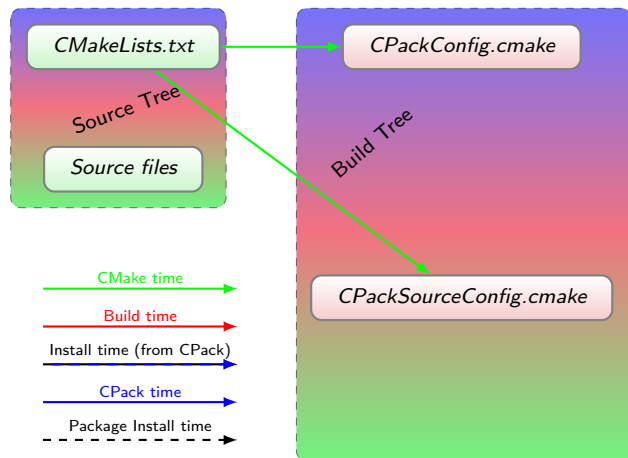 CMakeLists.txt
CPackConfig.cmake
Source Tree
Build Tree
Source files
CPackSourceConfig.cmake
CMake time
Build time
Install time (from CPack)
CPack time
Package Install time